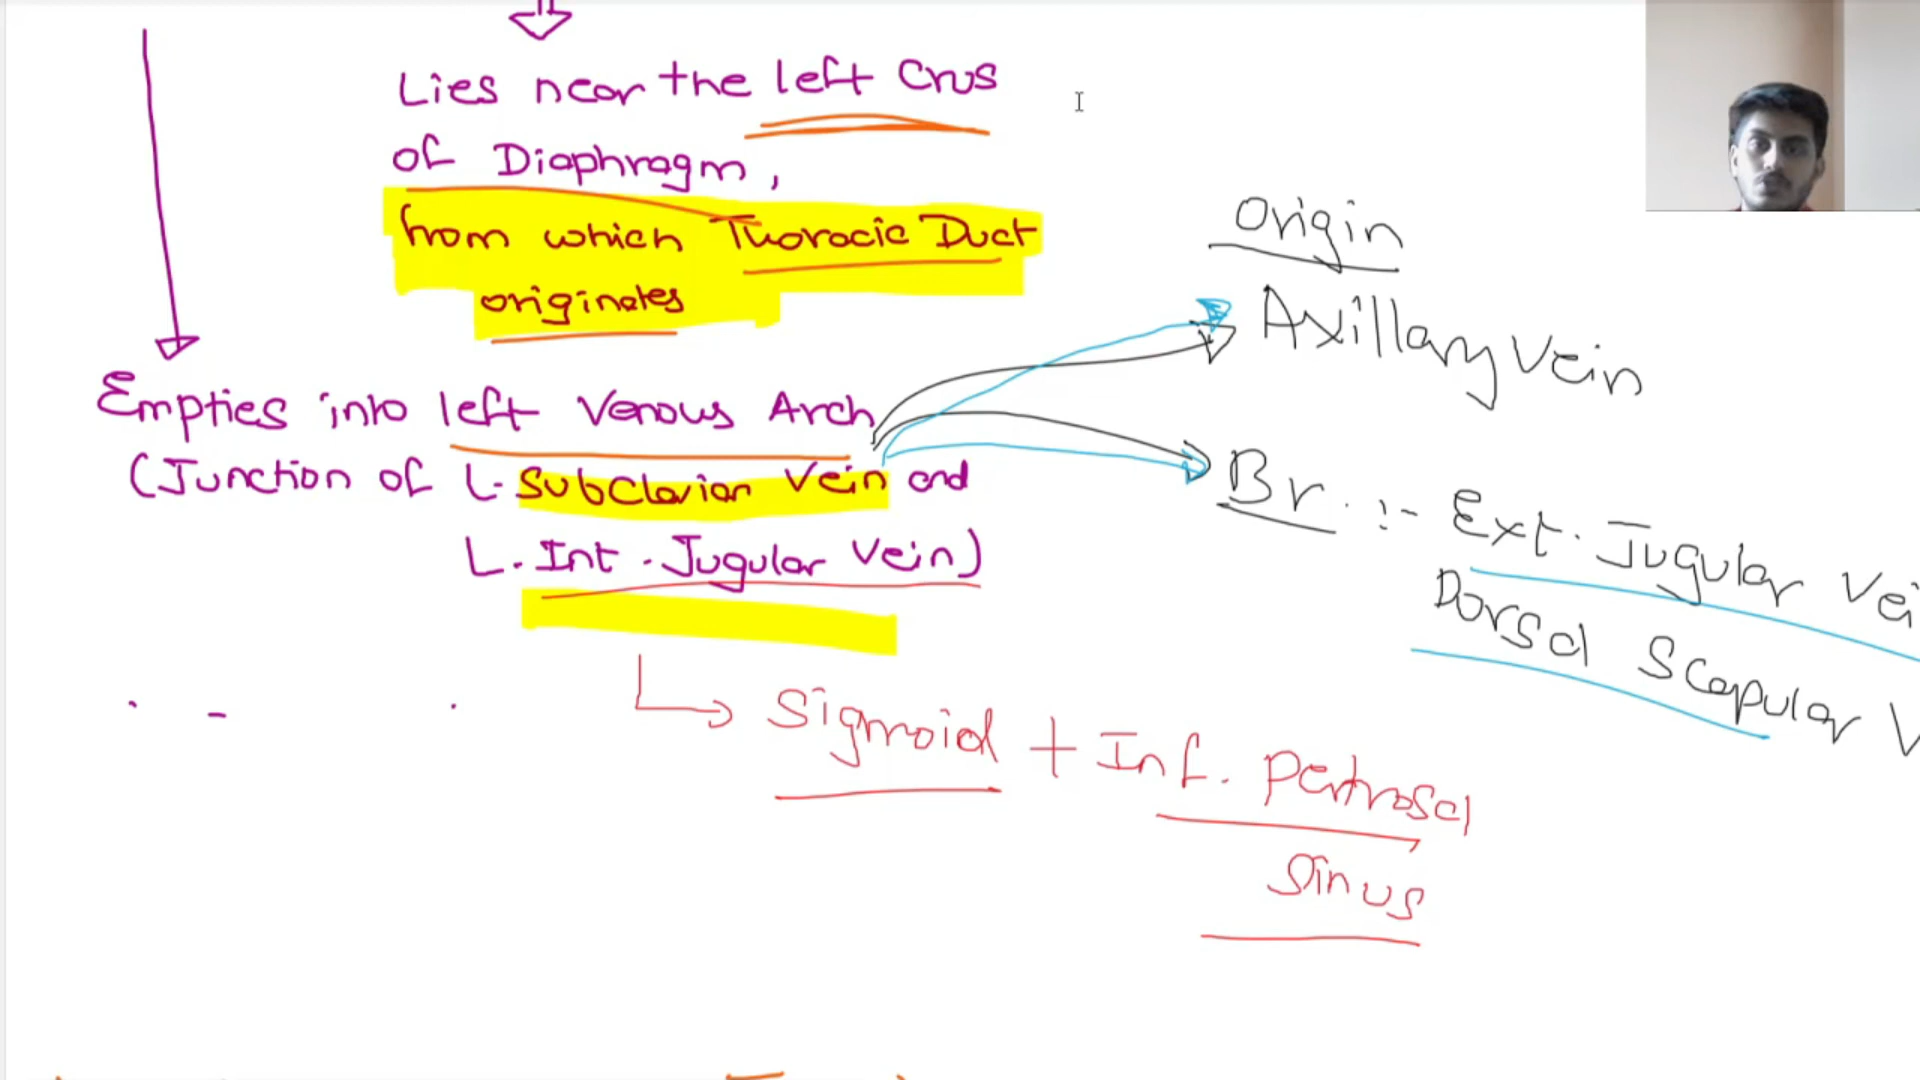 Lies near the left Crus
of Diaphragm,
from which Thoracic Duct
originates
Empties into left Venous Arch
(Junction of L. Subclavian Vein and
L. Int. Jugular Vein)
Origin
Axillary Vein
Br. :- Ext. Jugular Vei
Dorsal Scapular V
Sigmoid + Inf. Pertrosal
Sinus